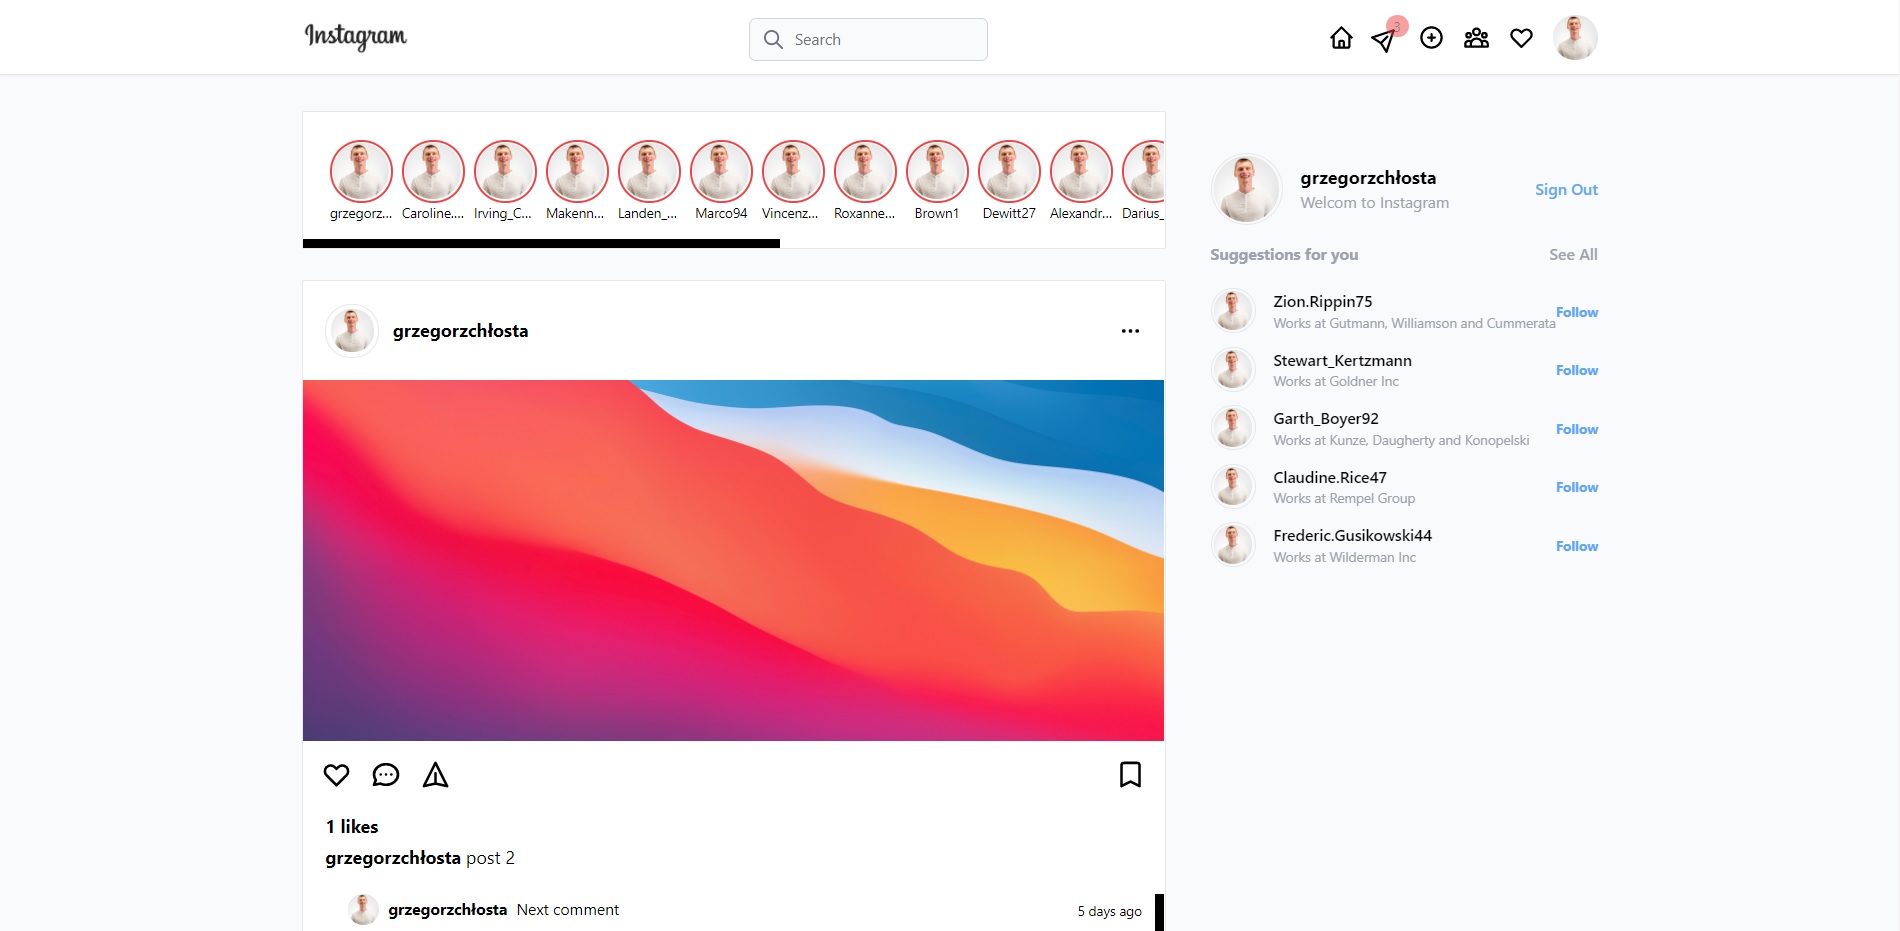 Instagram
Search
3
grzegorz...
Caroline....
Irving_C...
Makenn...
Landen_...
Marco94
Vincenz...
Roxanne...
Brown1
Dewitt27
Alexandr...
Darius_
grzegorzchłosta
Welcom to Instagram
Sign Out
Suggestions for you
See All
Zion.Rippin75
Works at Gutmann, Williamson and Cummerata
Follow
Stewart_Kertzmann
Works at Goldner Inc
Follow
Garth_Boyer92
Works at Kunze, Daugherty and Konopelski
Follow
Claudine.Rice47
Works at Rempel Group
Follow
Frederic.Gusikowski44
Works at Wilderman Inc
Follow
grzegorzchłosta
1 likes
grzegorzchłosta post 2
grzegorzchłosta Next comment
5 days ago